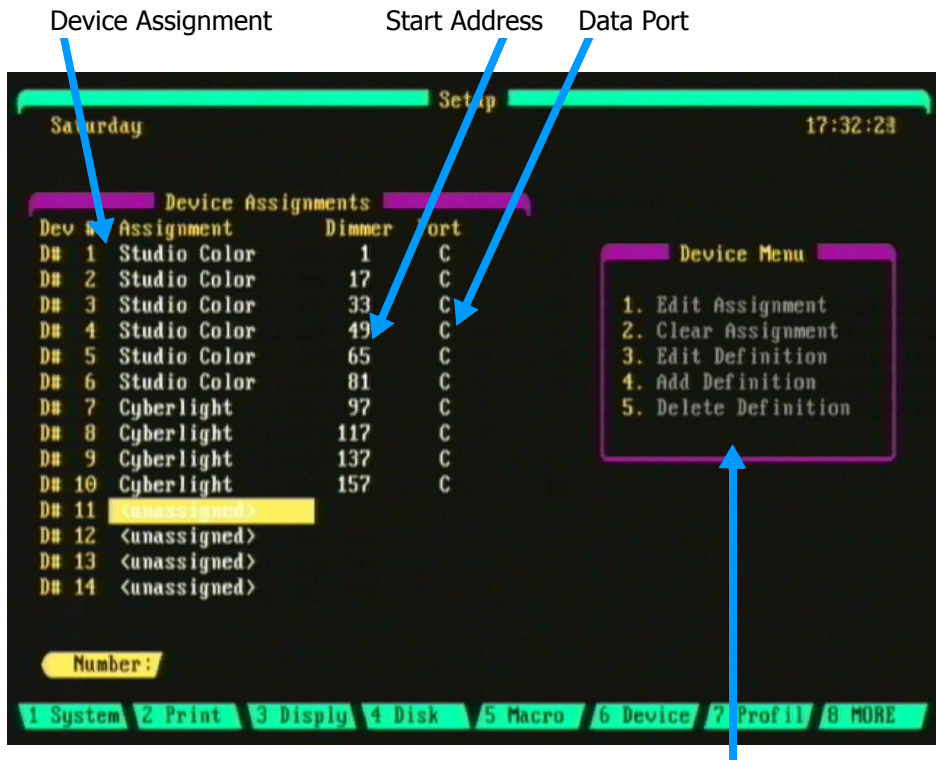 Device Assignment Start Address Data Port
Setup
Saturday 17:32:28
Device Assignments
Dev # Assignment Dimmer Port
D# 1 Studio Color 1 C
D# 2 Studio Color 17 C
D# 3 Studio Color 33 C
D# 4 Studio Color 49 C
D# 5 Studio Color 65 C
D# 6 Studio Color 81 C
D# 7 Cyberlight 97 C
D# 8 Cyberlight 117 C
D# 9 Cyberlight 137 C
D# 10 Cyberlight 157 C
D# 11 <unassigned>
D# 12 <unassigned>
D# 13 <unassigned>
D# 14 <unassigned>
Device Menu
1. Edit Assignment
2. Clear Assignment
3. Edit Definition
4. Add Definition
5. Delete Definition
Number:
1 System 2 Print 3 Disply 4 Disk 5 Macro 6 Device 7 Profil 8 MORE